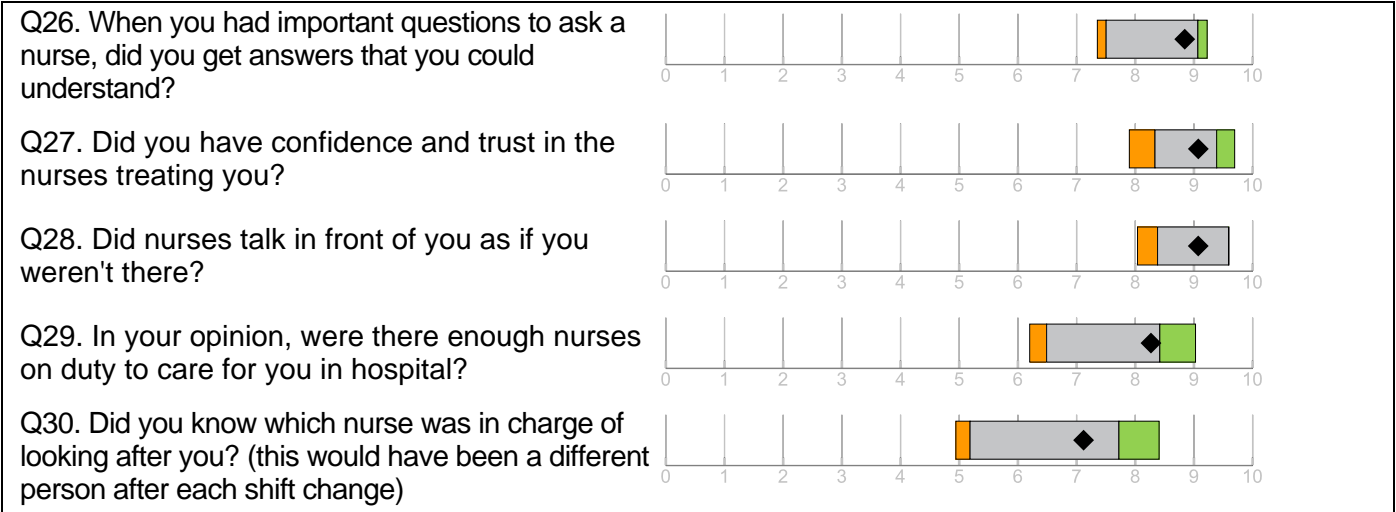 Q26. When you had important questions to ask a
nurse, did you get answers that you could
understand?
0 1 2 3 4 5 6 7 8 9 10
Q27. Did you have confidence and trust in the
nurses treating you?
0 1 2 3 4 5 6 7 8 9 10
Q28. Did nurses talk in front of you as if you
weren't there?
0 1 2 3 4 5 6 7 8 9 10
Q29. In your opinion, were there enough nurses
on duty to care for you in hospital?
0 1 2 3 4 5 6 7 8 9 10
Q30. Did you know which nurse was in charge of
looking after you? (this would have been a different
person after each shift change)
0 1 2 3 4 5 6 7 8 9 10